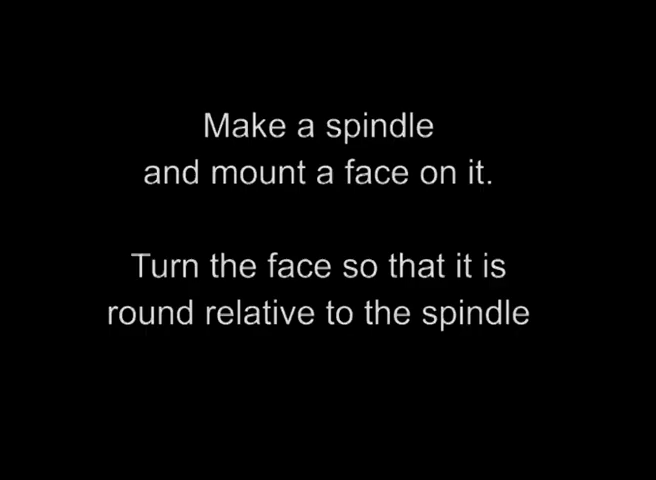 Make a spindle
and mount a face on it.
Turn the face so that it is
round relative to the spindle